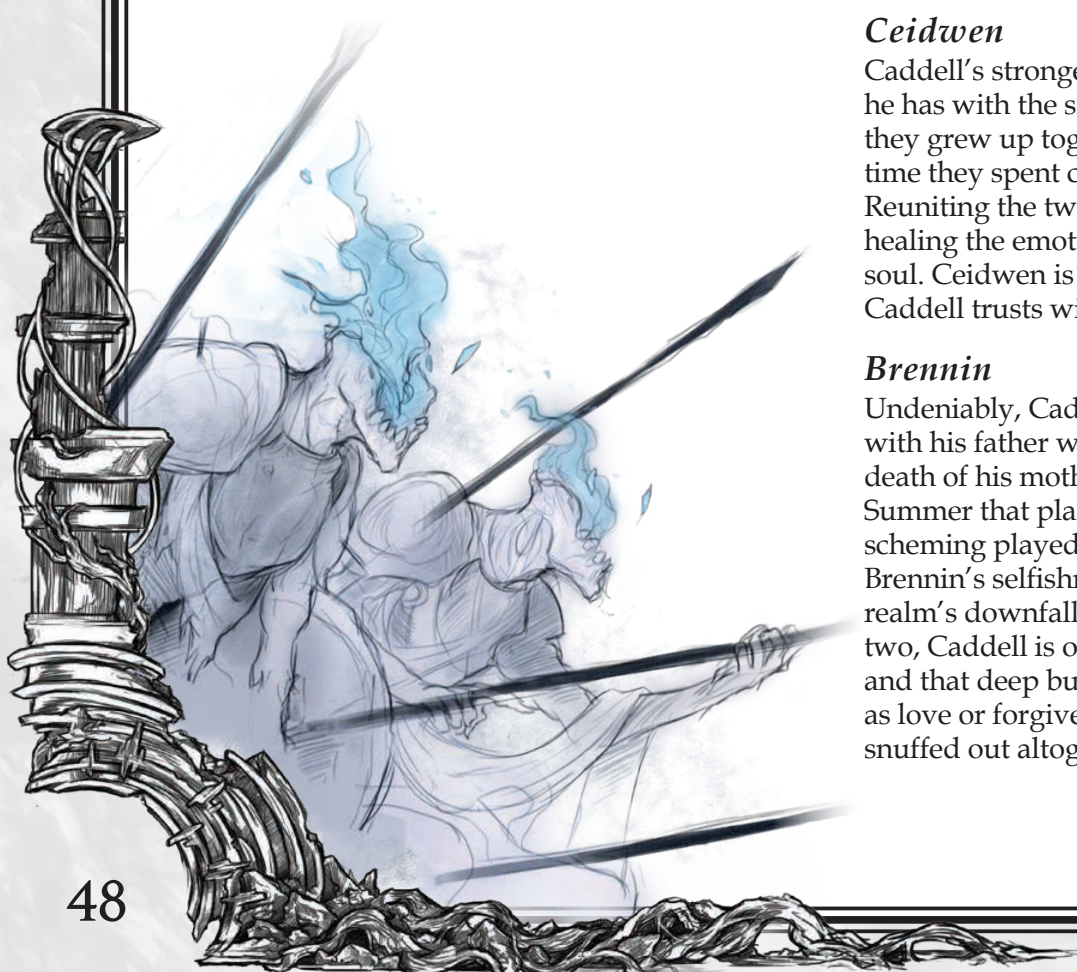 Ceidwen
Caddell's stronge
he has with the s
they grew up tog
time they spent
Reuniting the tw
healing the emot
soul. Ceidwen is
Caddell trusts wi
Brennin
Undeniably, Cad
with his father w
death of his moth
Summer that pla
scheming played
Brennin's selfish
realm's downfall
two, Caddell is o
and that deep bu
as love or forgive
snuffed out altog
48